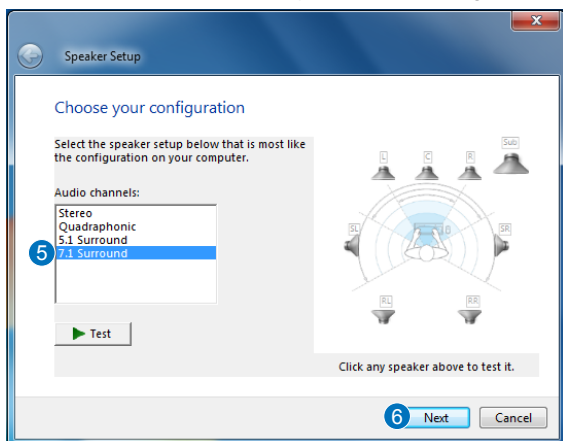 Speaker Setup
Choose your configuration
Select the speaker setup below that is most like
the configuration on your computer.
Audio channels:
Stereo
Quadraphonic
5.1 Surround
5 7.1 Surround
Test
L C R Sub
SL SR
RL RR
Click any speaker above to test it.
6 Next Cancel